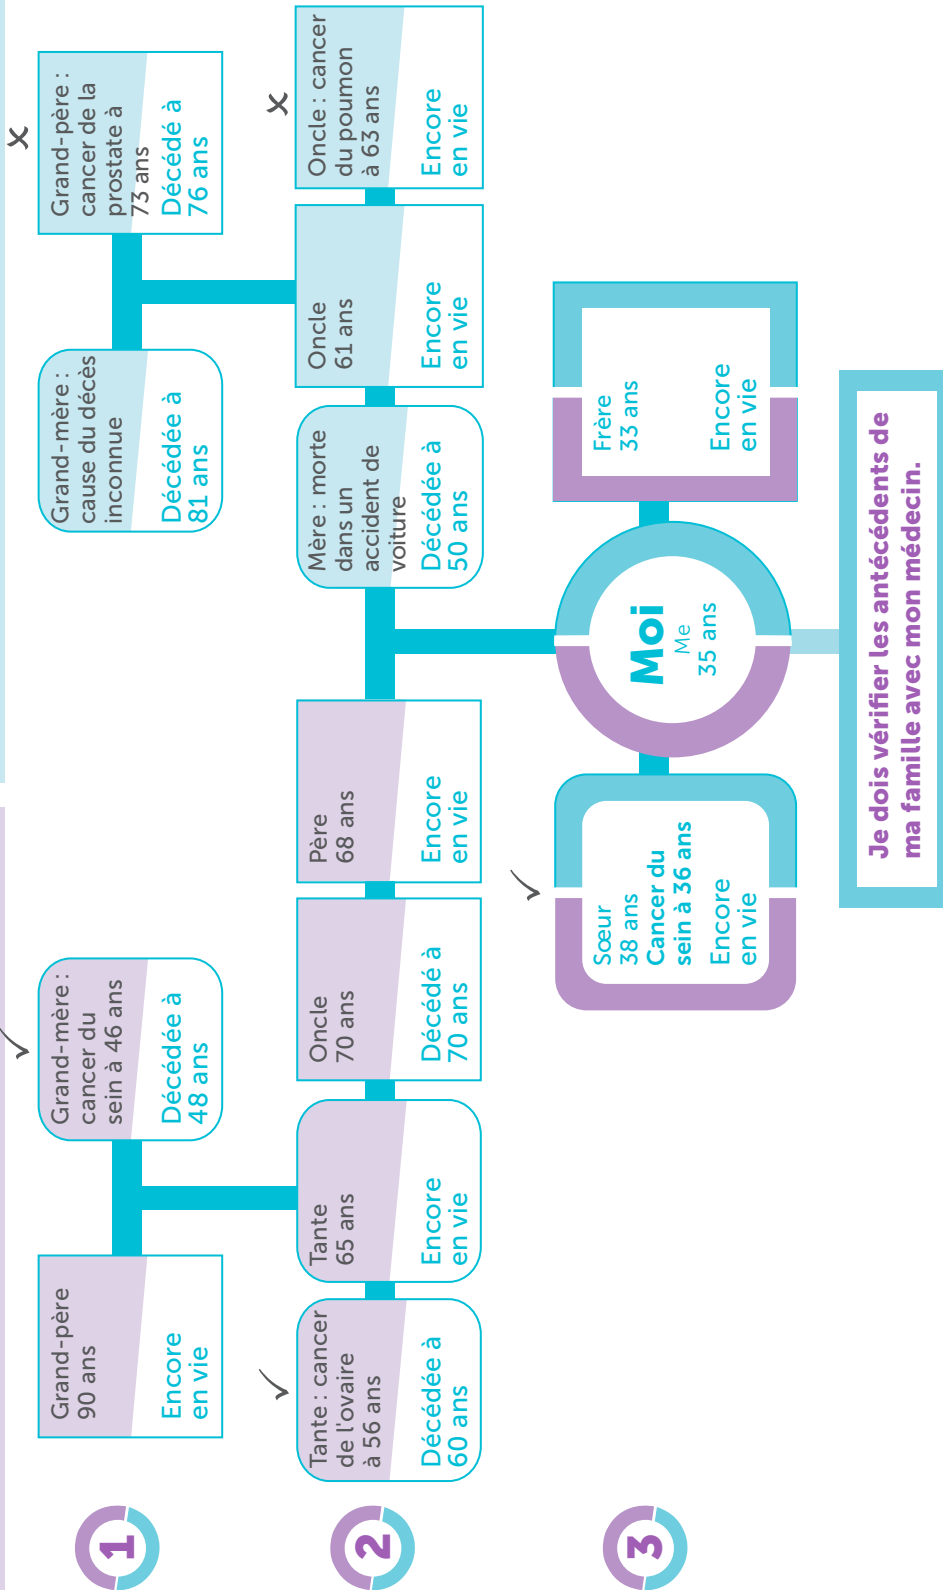 1
Grand-père
90 ans
Encore
en vie
Grand-mère :
cancer du
sein à 46 ans
Décédée à
48 ans
Grand-mère :
cause du décès
inconnue
Décédée à
81 ans
Grand-père :
cancer de la
prostate à
73 ans
Décédé à
76 ans
2
Tante : cancer
de l'ovaire
à 56 ans
Décédée à
60 ans
Tante
65 ans
Encore
en vie
Oncle
70 ans
Décédé à
70 ans
Père
68 ans
Encore
en vie
Mère : morte
dans un
accident de
voiture
Décédée à
50 ans
Oncle
61 ans
Encore
en vie
Oncle : cancer
du poumon
à 63 ans
Encore
en vie
3
Sœur
38 ans
Cancer du
sein à 36 ans
Encore
en vie
Moi
Me
35 ans
Frère
33 ans
Encore
en vie
Je dois vérifier les antécédents de
ma famille avec mon médecin.